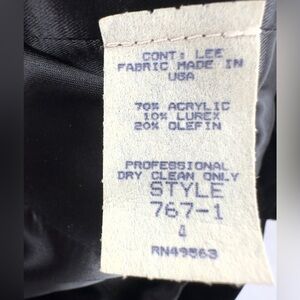 CONT: LEE
FABRIC MADE IN
USA
70% ACRYLIC
10% LUREX
20% OLEFIN
PROFESSIONAL
DRY CLEAN ONLY
STYLE
767-1
4
RN49563